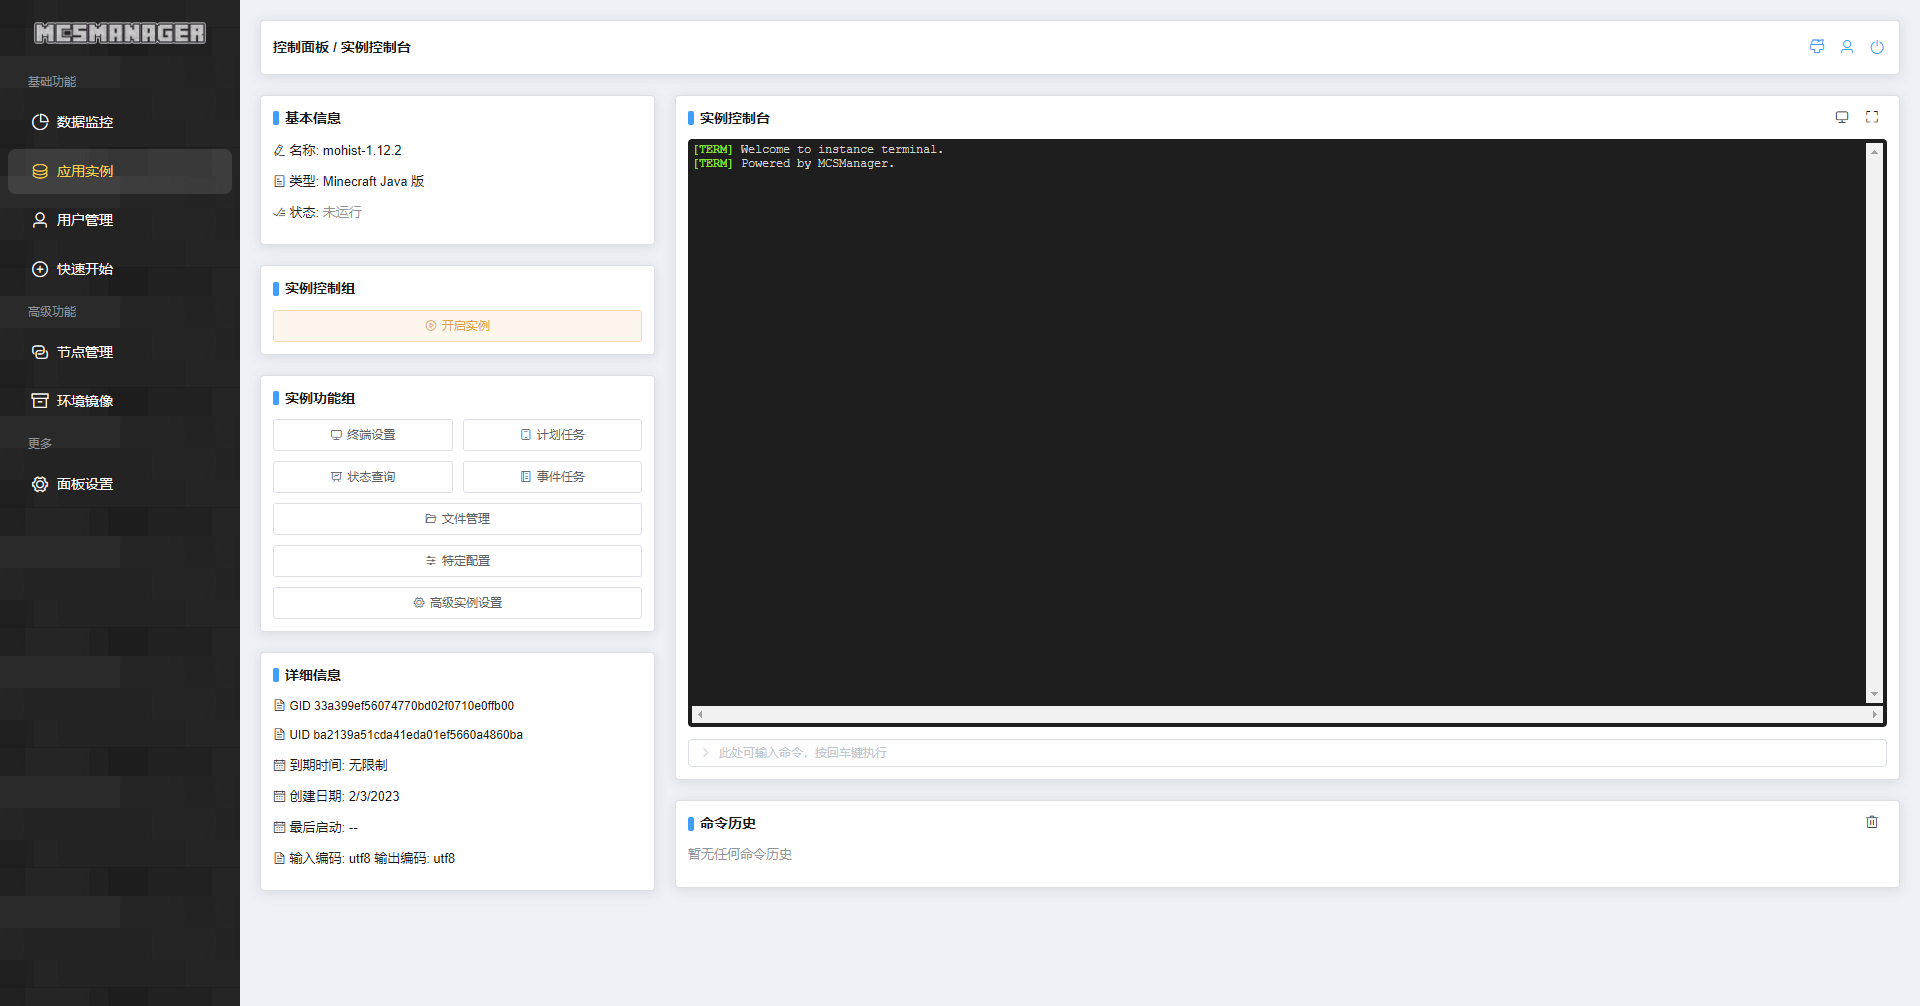 MCSMANAGER
基础功能
数据监控
应用实例
用户管理
快速开始
高级功能
节点管理
环境镜像
更多
面板设置
控制面板 / 实例控制台
基本信息
名称: mohist-1.12.2
类型: Minecraft Java 版
状态: 未运行
实例控制组
开启实例
实例功能组
终端设置
计划任务
状态查询
事件任务
文件管理
特定配置
高级实例设置
详细信息
GID 33a399ef56074770bd02f0710e0ffb00
UID ba2139a51cda41eda01ef5660a4860ba
到期时间: 无限制
创建日期: 2/3/2023
最后启动: --
输入编码: utf8 输出编码: utf8
实例控制台
[TERM] Welcome to instance terminal.
[TERM] Powered by MCSManager.
此处可输入命令，按回车键执行
命令历史
暂无任何命令历史